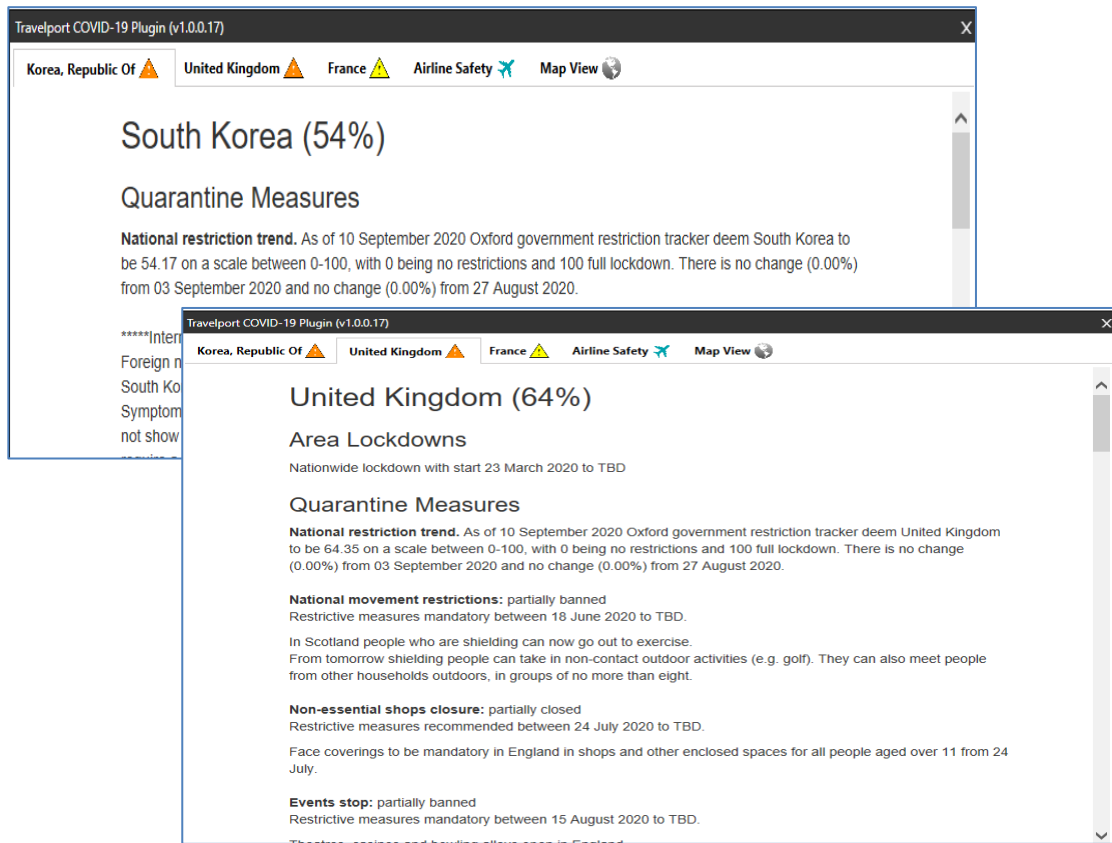 Travelport COVID-19 Plugin (v1.0.0.17)
X
Korea, Republic Of
United Kingdom
France
Airline Safety
Map View
South Korea (54%)
Quarantine Measures
National restriction trend. As of 10 September 2020 Oxford government restriction tracker deem South Korea to
be 54.17 on a scale between 0-100, with 0 being no restrictions and 100 full lockdown. There is no change (0.00%)
from 03 September 2020 and no change (0.00%) from 27 August 2020.
Foreign
South
not show
Travelport COVID-19 Plugin (v1.0.0.17)
X
Korea, Republic Of
United Kingdom
France
Airline Safety
Map View
United Kingdom (64%)
Area Lockdowns
Nationwide lockdown with start 23 March 2020 to TBD
Quarantine Measures
National restriction trend. As of 10 September 2020 Oxford government restriction tracker deem United Kingdom
to be 64.35 on a scale between 0-100, with 0 being no restrictions and 100 full lockdown. There is no change
(0.00%) from 03 September 2020 and no change (0.00%) from 27 August 2020.
National movement restrictions: partially banned
Restrictive measures mandatory between 18 June 2020 to TBD.
In Scotland people who are shielding can now go out to exercise.
From tomorrow shielding people can take in non-contact outdoor activities (e.g. golf). They can also meet people
from other households outdoors, in groups of no more than eight.
Non-essential shops closure: partially closed
Restrictive measures recommended between 24 July 2020 to TBD.
Face coverings to be mandatory in England in shops and other enclosed spaces for all people aged over 11 from 24
July.
Events stop: partially banned
Restrictive measures mandatory between 15 August 2020 to TBD.